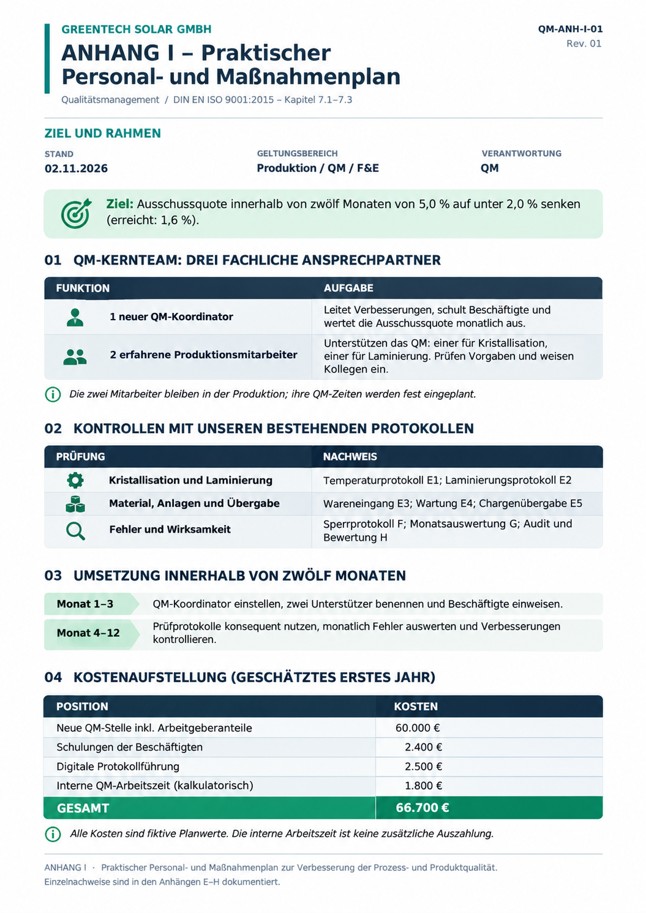 GREENTECH SOLAR GMBH
QM-ANH-I-01
ANHANG I – Praktischer
Rev. 01
Personal- und Maßnahmenplan
Qualitätsmanagement / DIN EN ISO 9001:2015 – Kapitel 7.1–7.3
ZIEL UND RAHMEN
STAND GELTUNGSBEREICH VERANTWORTUNG
02.11.2026 Produktion / QM / F&E QM
Ziel: Ausschussquote innerhalb von zwölf Monaten von 5,0 % auf unter 2,0 % senken
(erreicht: 1,6 %).
01 QM-KERNTEAM: DREI FACHLICHE ANSPRECHPARTNER
FUNKTION AUFGABE
1 neuer QM-Koordinator
Leitet Verbesserungen, schult Beschäftigte und
wertet die Ausschussquote monatlich aus.
2 erfahrene Produktionsmitarbeiter
Unterstützen das QM: einer für Kristallisation,
einer für Laminierung. Prüfen Vorgaben und weisen
Kollegen ein.
Die zwei Mitarbeiter bleiben in der Produktion; ihre QM-Zeiten werden fest eingeplant.
02 KONTROLLEN MIT UNSEREN BESTEHENDEN PROTOKOLLEN
PRÜFUNG NACHWEIS
Kristallisation und Laminierung Temperaturprotokoll E1; Laminierungsprotokoll E2
Material, Anlagen und Übergabe Wareneingang E3; Wartung E4; Chargenübergabe E5
Fehler und Wirksamkeit
Sperrprotokoll F; Monatsauswertung G; Audit und
Bewertung H
03 UMSETZUNG INNERHALB VON ZWÖLF MONATEN
Monat 1–3 QM-Koordinator einstellen, zwei Unterstützer benennen und Beschäftigte einweisen.
Monat 4–12
Prüfprotokolle konsequent nutzen, monatlich Fehler auswerten und Verbesserungen
kontrollieren.
04 KOSTENAUFSTELLUNG (GESCHÄTZTES ERSTES JAHR)
POSITION KOSTEN
Neue QM-Stelle inkl. Arbeitgeberanteile 60.000 €
Schulungen der Beschäftigten 2.400 €
Digitale Protokollführung 2.500 €
Interne QM-Arbeitszeit (kalkulatorisch) 1.800 €
GESAMT 66.700 €
Alle Kosten sind fiktive Planwerte. Die interne Arbeitszeit ist keine zusätzliche Auszahlung.
ANHANG I · Praktischer Personal- und Maßnahmenplan zur Verbesserung der Prozess- und Produktqualität.
Einzelnachweise sind in den Anhängen E–H dokumentiert.